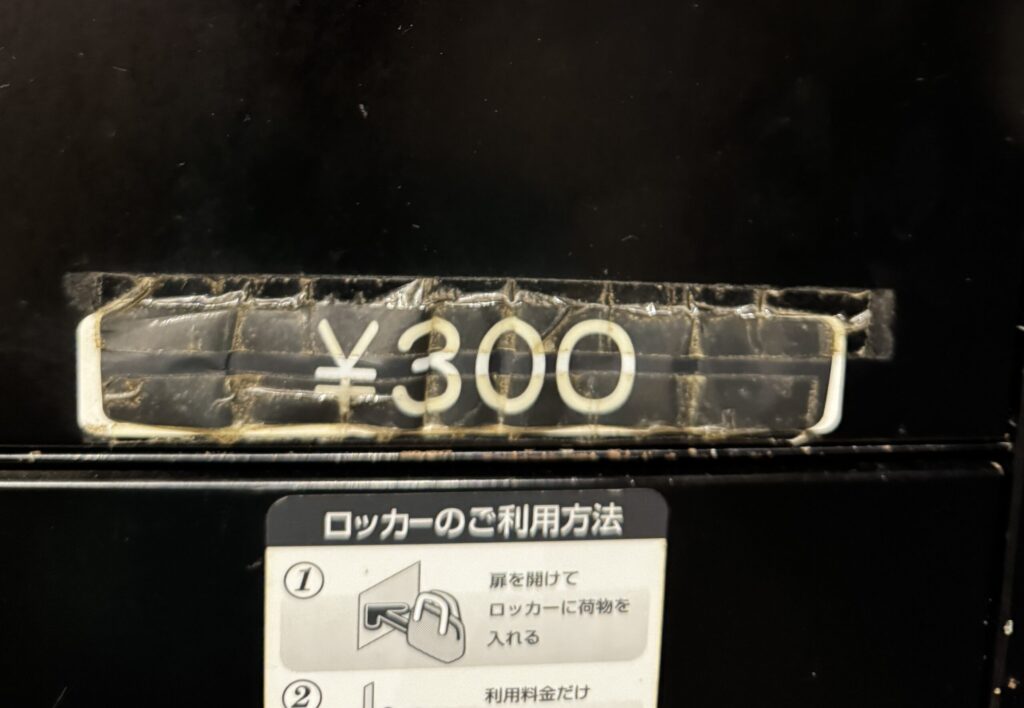 ¥300
ロッカーのご利用方法
1
扉を開けて
ロッカーに荷物を
入れる
2
利用料金だけ